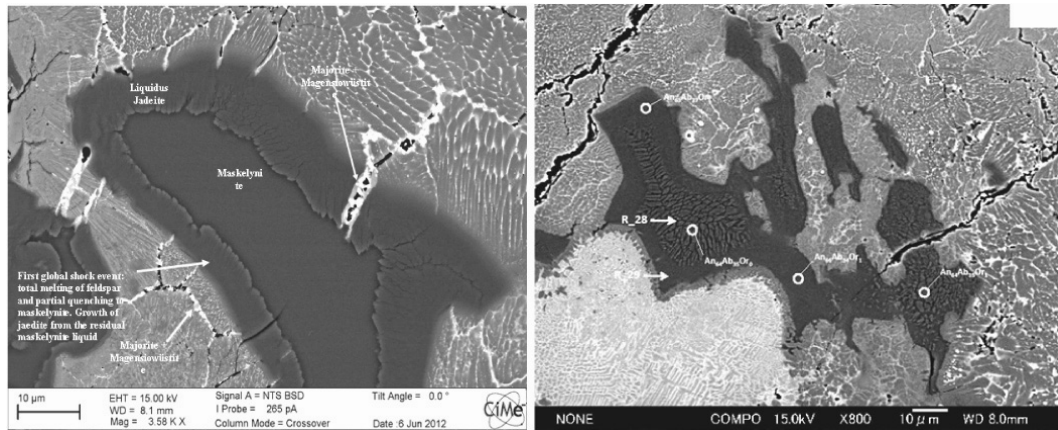 Liquidus
Jadeite
Majorite +
Magensiowüstit
Maskelyni
te
First global shock event:
total melting of feldspar
and partial quenching to
maskelynite. Growth of
jaedite from the residual
maskelynite liquid
Majorite +
Magensiowüstit
e
10 µm
EHT = 15.00 kV
WD = 8.1 mm
Mag = 3.58 K X
Signal A = NTS BSD
I Probe = 265 pA
Column Mode = Crossover
Tilt Angle = 0.0 °
Date :6 Jun 2012
CiMe
R_28
NONE
COMPO 15.0kV X800 10µm WD 8.0mm